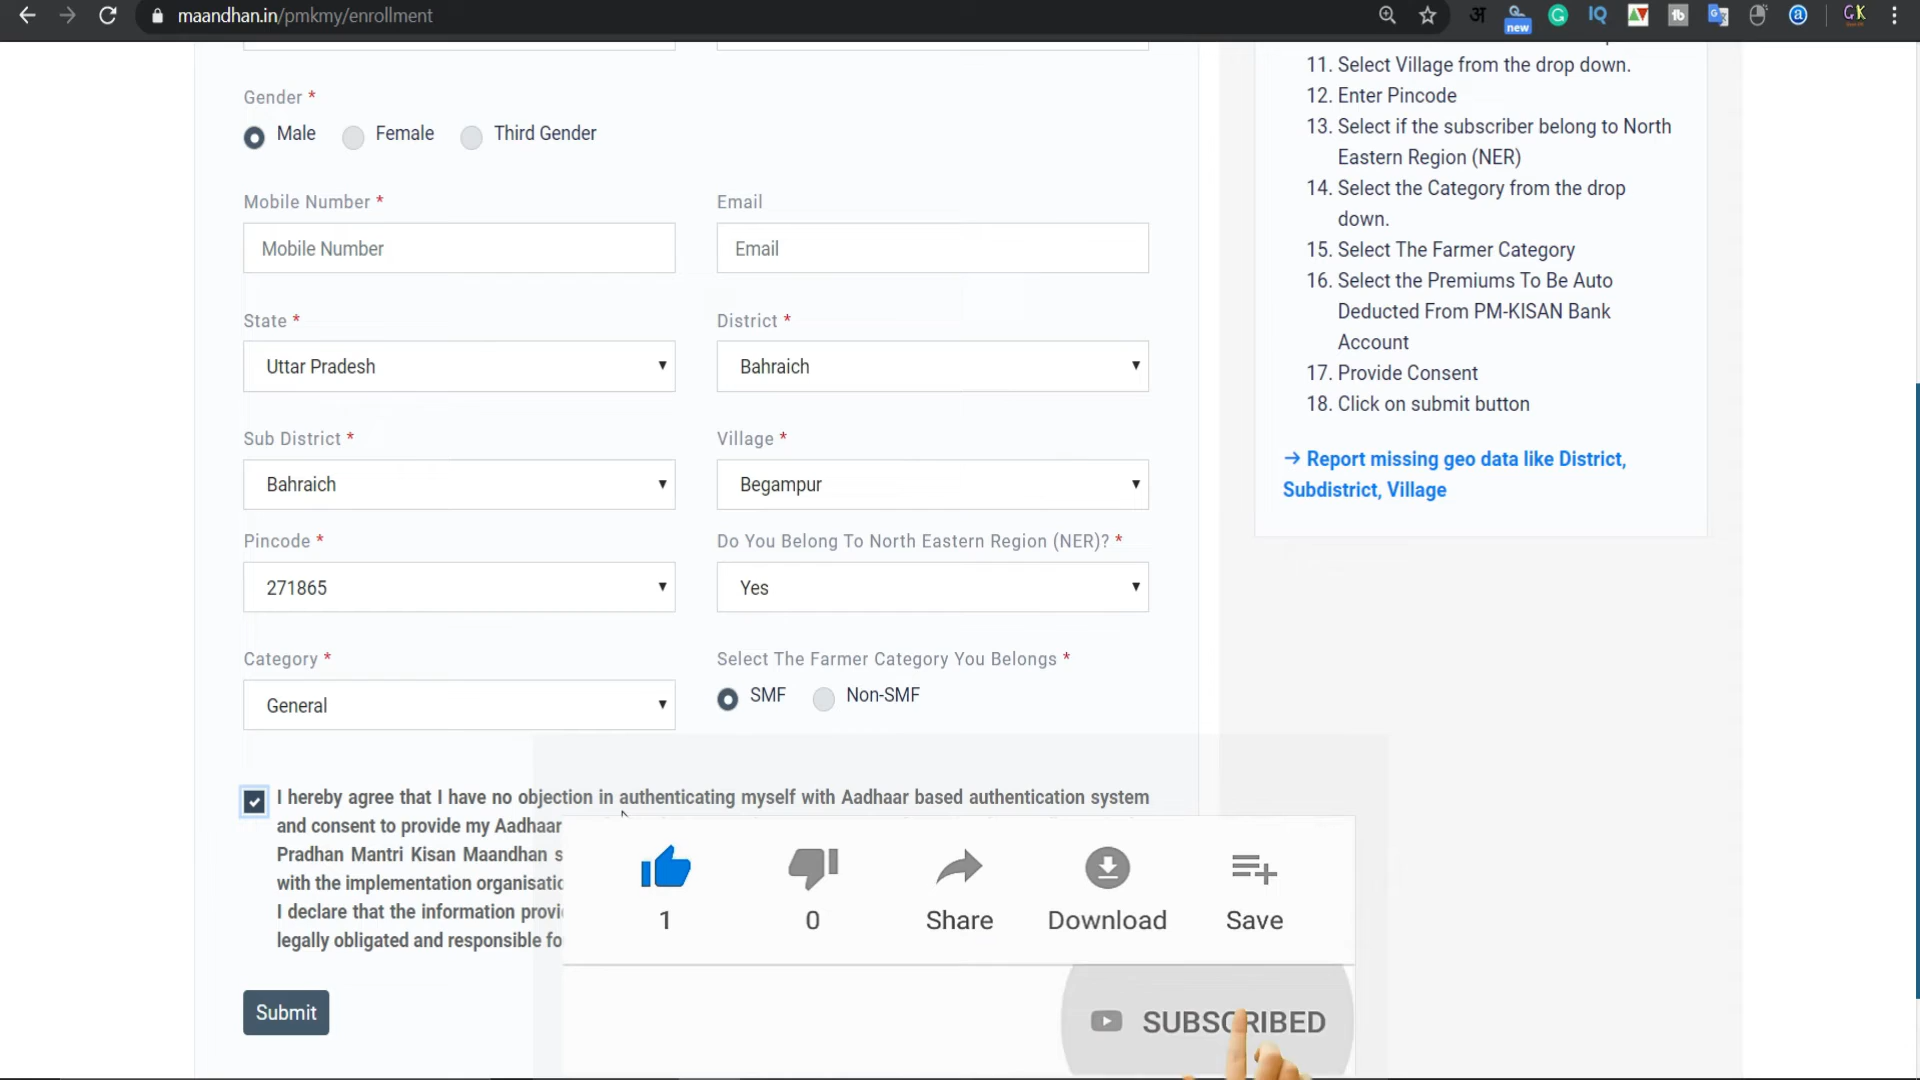 maandhan.in/pmkmy/enrollment
अ
new
IQ
tb
a
GK
Gender *
Male
Female
Third Gender
Mobile Number *
Email
Mobile Number
Email
State *
District *
Uttar Pradesh
Bahraich
Sub District *
Village *
Bahraich
Begampur
Pincode *
Do You Belong To North Eastern Region (NER)? *
271865
Yes
Category *
Select The Farmer Category You Belongs *
General
SMF
Non-SMF
I hereby agree that I have no objection in authenticating myself with Aadhaar based authentication system
and consent to provide my Aadhaar
Pradhan Mantri Kisan Maandhan s
with the implementation organisatio
I declare that the information provi
legally obligated and responsible fo
Submit
11. Select Village from the drop down.
12. Enter Pincode
13. Select if the subscriber belong to North
Eastern Region (NER)
14. Select the Category from the drop
down.
15. Select The Farmer Category
16. Select the Premiums To Be Auto
Deducted From PM-KISAN Bank
Account
17. Provide Consent
18. Click on submit button
→ Report missing geo data like District,
Subdistrict, Village
1
0
Share
Download
Save
SUBSCRIBED